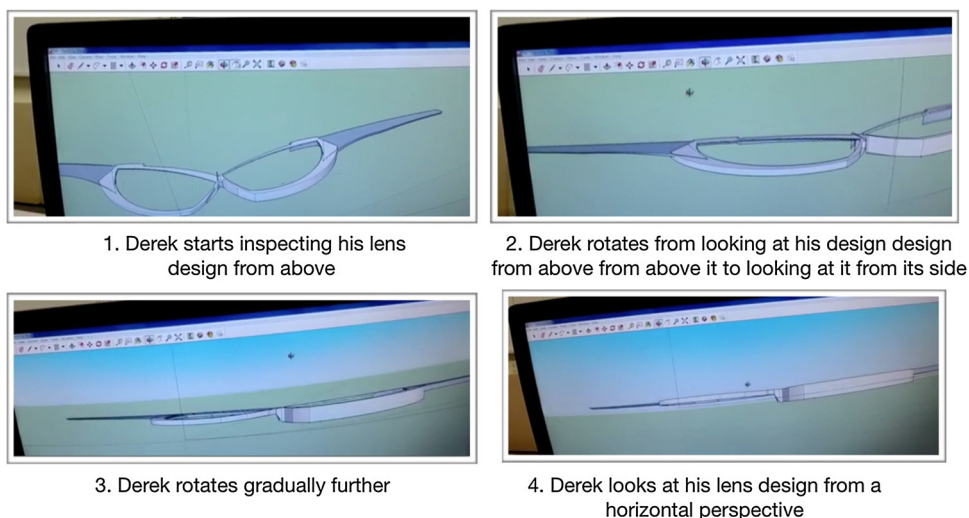 1. Derek starts inspecting his lens
design from above
2. Derek rotates from looking at his design design
from above from above it to looking at it from its side
3. Derek rotates gradually further
4. Derek looks at his lens design from a
horizontal perspective